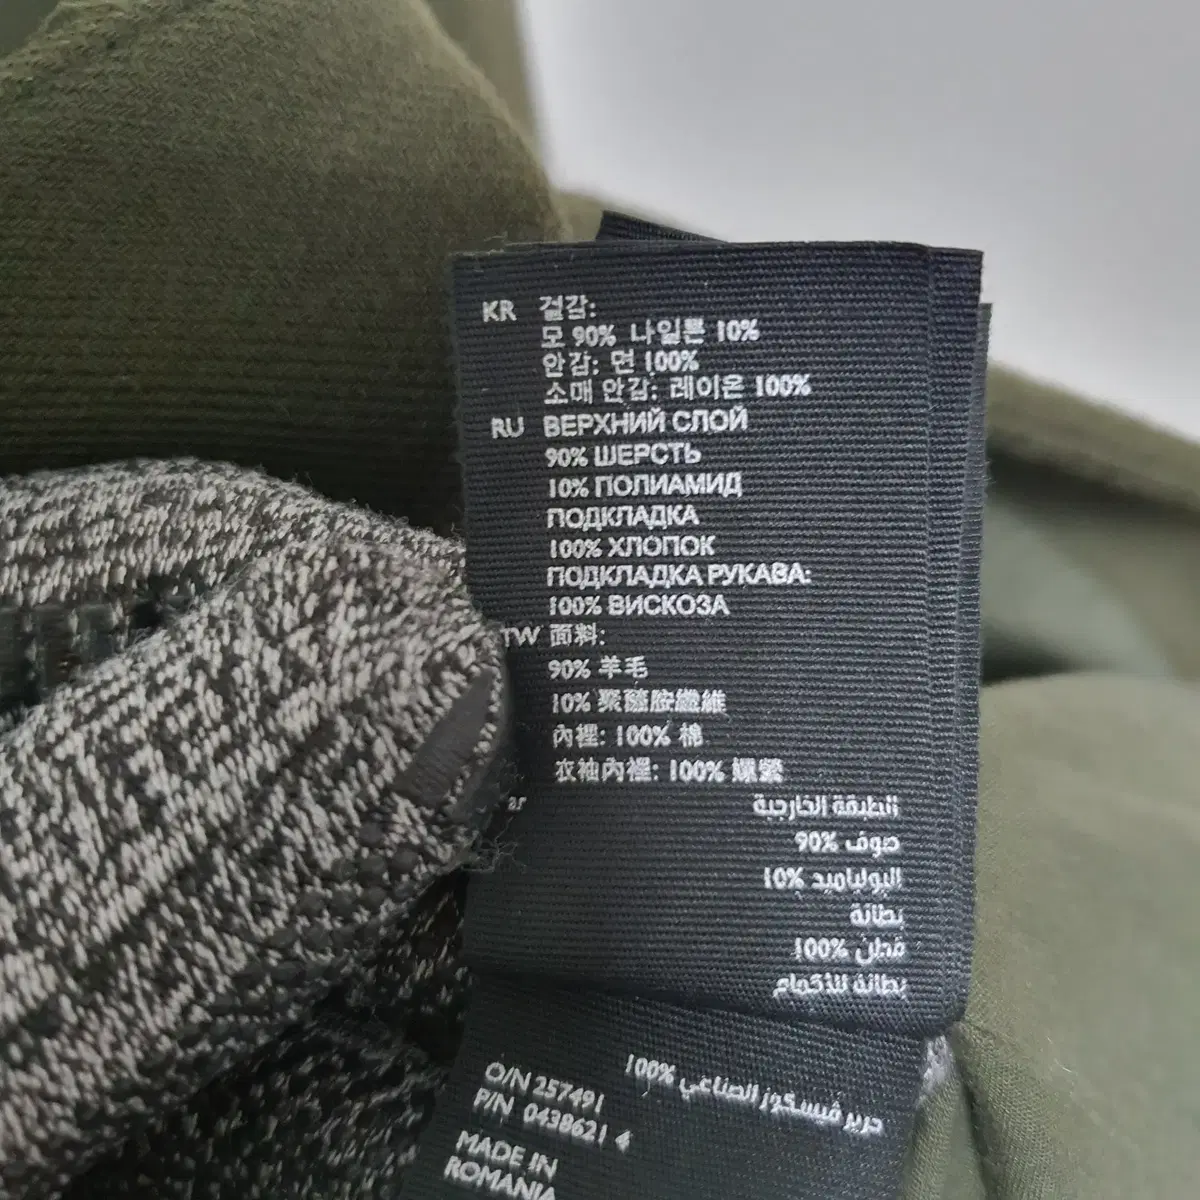 KR 겉감:
모 90% 나일론 10%
안감: 면 100%
소매 안감: 레이온 100%
RU ВЕРХНИЙ СЛОЙ
90% ШЕРСТЬ
10% ПОЛИАМИД
ПОДКЛАДКА
100% ХЛОПОК
ПОДКЛАДКА РУКАВА:
100% ВИСКОЗА
TW 面料:
90% 羊毛
10% 聚醯胺纖維
內裡: 100% 棉
衣袖內裡: 100% 嫘縈
ar الطبقة الخارجية
صوف 90%
البولياميد 10%
بطانة
قطن 100%
بطانة للأكمام
حرير فيسكوز الصناعي 100%
O/N 257491
P/N 0438621 4
MADE IN
ROMANIA